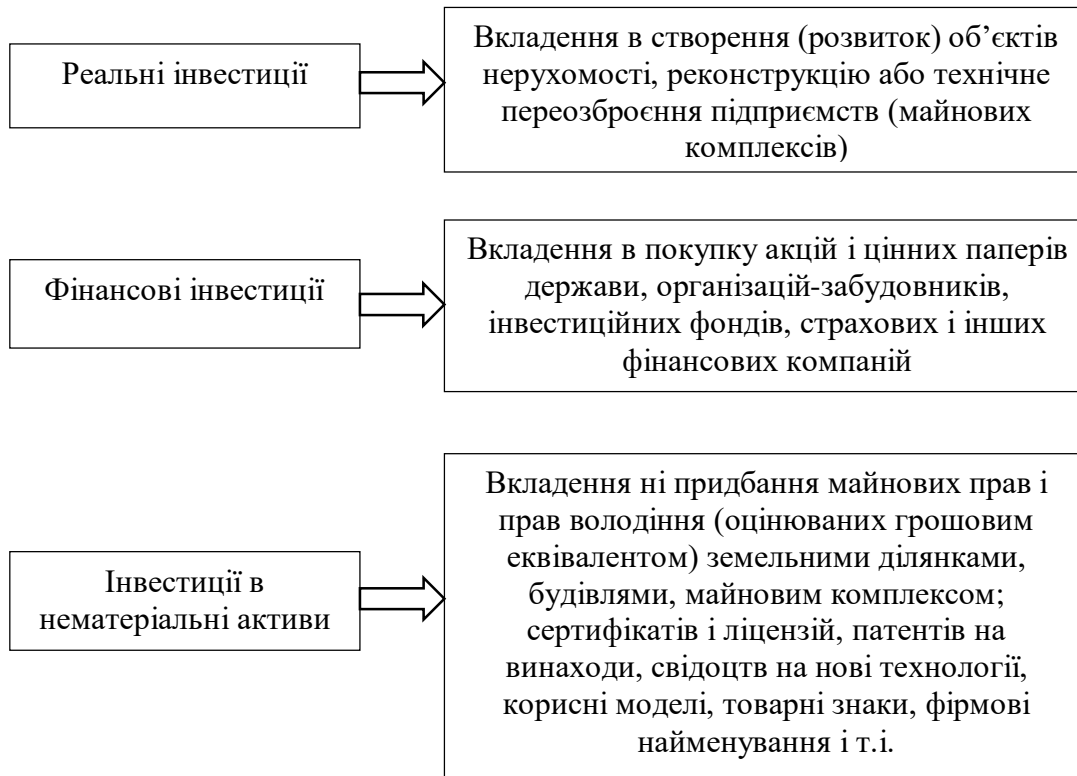 Реальні інвестиції
Вкладення в створення (розвиток) об’єктів
нерухомості, реконструкцію або технічне
переозброєння підприємств (майнових
комплексів)
Фінансові інвестиції
Вкладення в покупку акцій і цінних паперів
держави, організацій-забудовників,
інвестиційних фондів, страхових і інших
фінансових компаній
Інвестиції в
нематеріальні активи
Вкладення ні придбання майнових прав і
прав володіння (оцінюваних грошовим
еквівалентом) земельними ділянками,
будівлями, майновим комплексом;
сертифікатів і ліцензій, патентів на
винаходи, свідоцтв на нові технології,
корисні моделі, товарні знаки, фірмові
найменування і т.і.